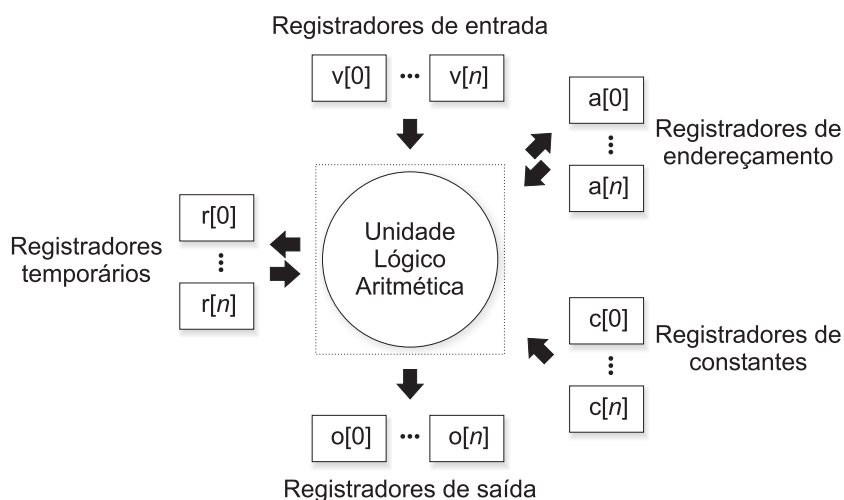 Registradores de entrada
v[0] ... v[n]
a[0]
⋮
a[n]
Registradores de
endereçamento
Registradores
temporários
r[0]
⋮
r[n]
Unidade
Lógico
Aritmética
c[0]
⋮
c[n]
Registradores de
constantes
o[0] ... o[n]
Registradores de saída